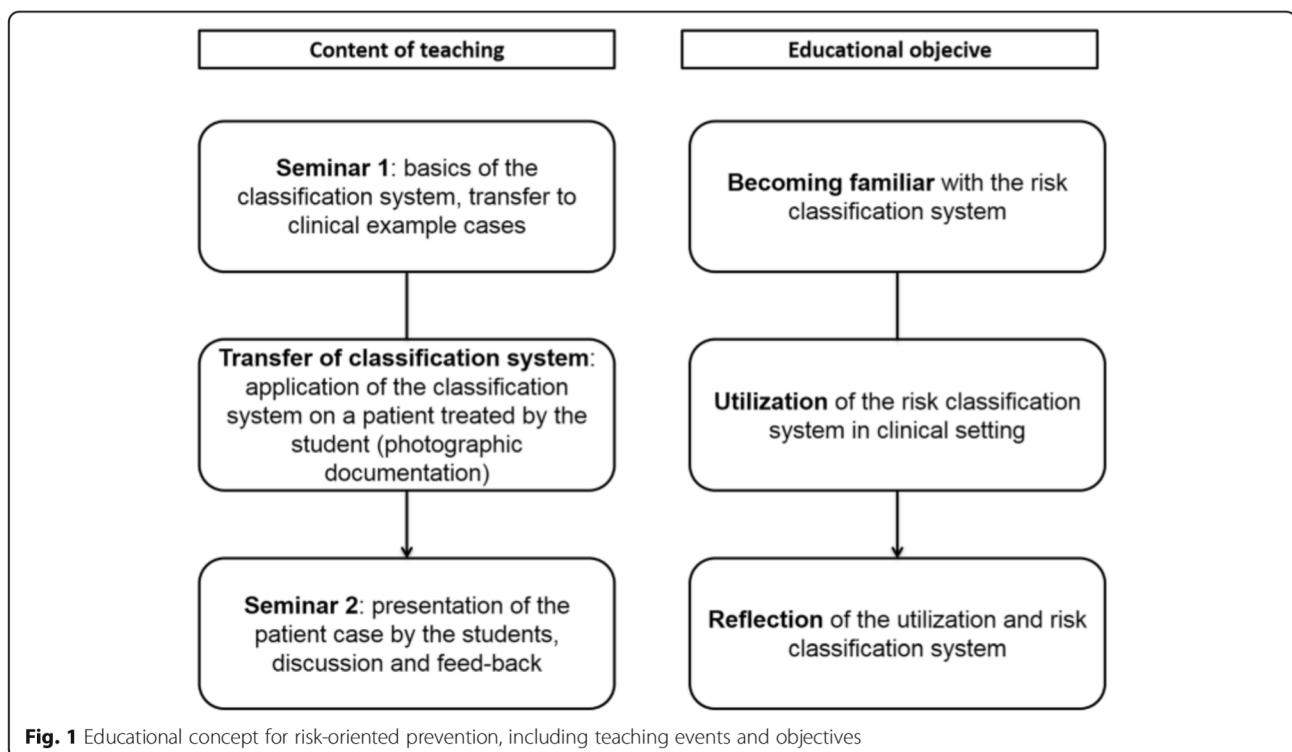 Content of teaching
Educational objecive
Seminar 1: basics of the
classification system, transfer to
clinical example cases
Becoming familiar with the risk
classification system
Transfer of classification system:
application of the classification
system on a patient treated by the
student (photographic
documentation)
Utilization of the risk classification
system in clinical setting
Seminar 2: presentation of the
patient case by the students,
discussion and feed-back
Reflection of the utilization and risk
classification system
Fig. 1 Educational concept for risk-oriented prevention, including teaching events and objectives